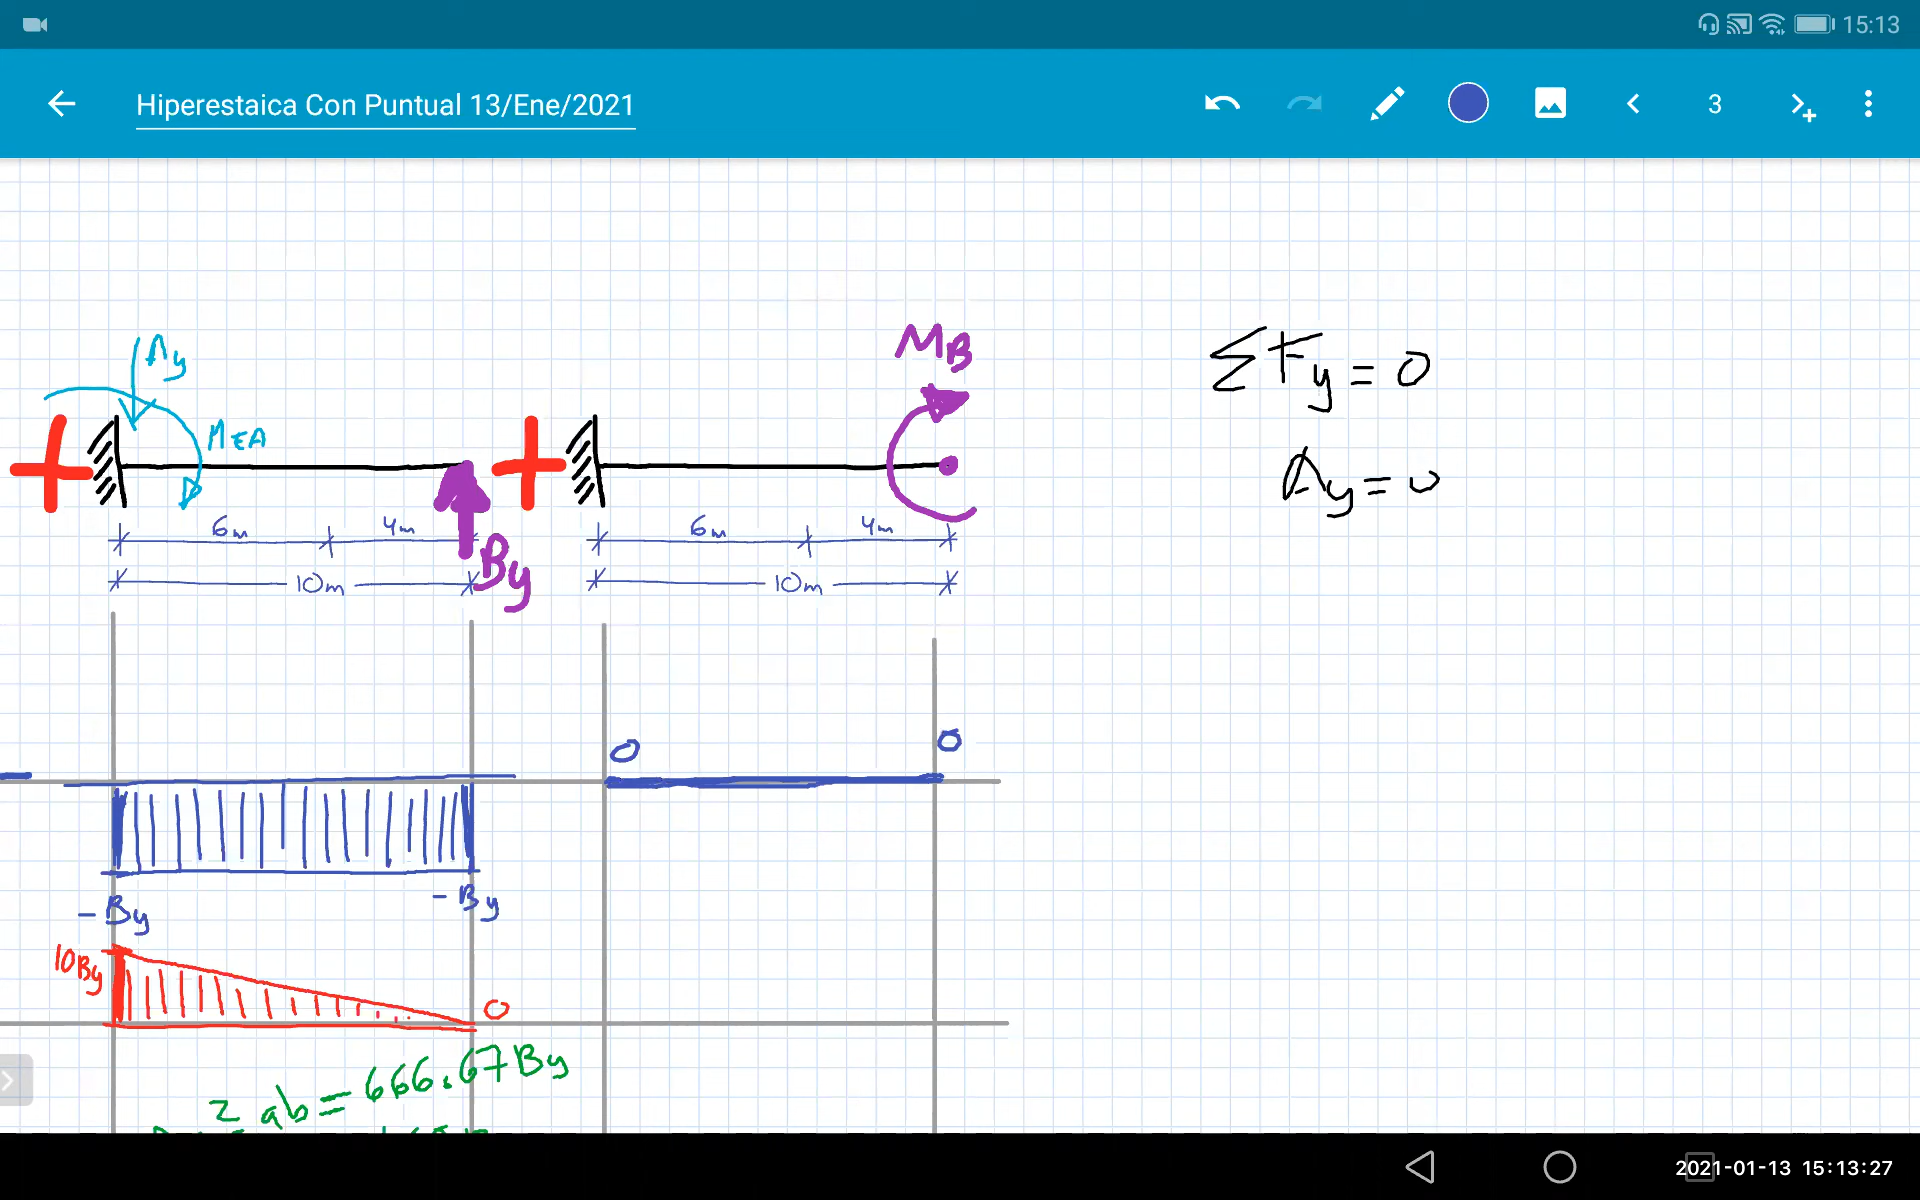 15:13
Hiperestaica Con Puntual 13/Ene/2021
3
Ay
MEA
MB
ΣFy = 0
Ay = 0
6m 4m
6m 4m
By
10m
10m
0 0
- By
- By
10By
0
= 666.67By
2021-01-13 15:13:27